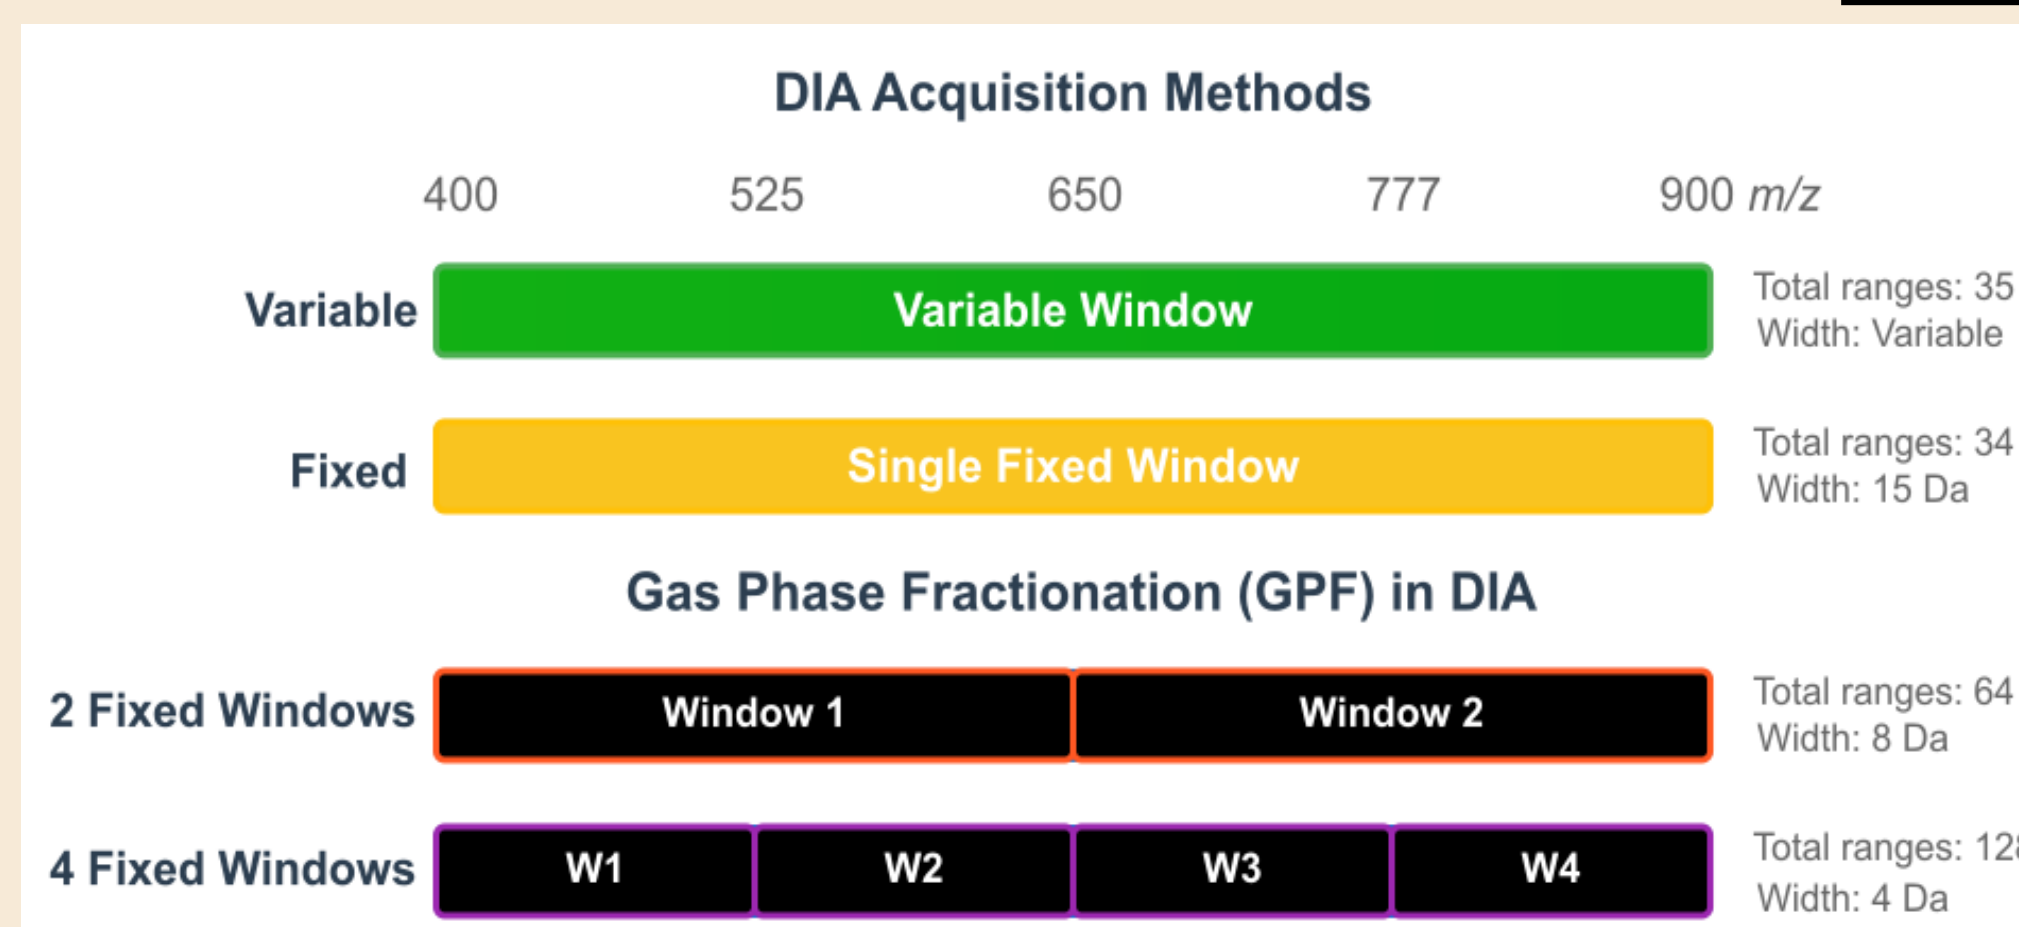 DIA Acquisition Methods
400 525 650 777 900 m/z
Variable
Variable Window
Total ranges: 35
Width: Variable
Fixed
Single Fixed Window
Total ranges: 34
Width: 15 Da
Gas Phase Fractionation (GPF) in DIA
2 Fixed Windows
Window 1
Window 2
Total ranges: 64
Width: 8 Da
4 Fixed Windows
W1
W2
W3
W4
Total ranges: 128
Width: 4 Da